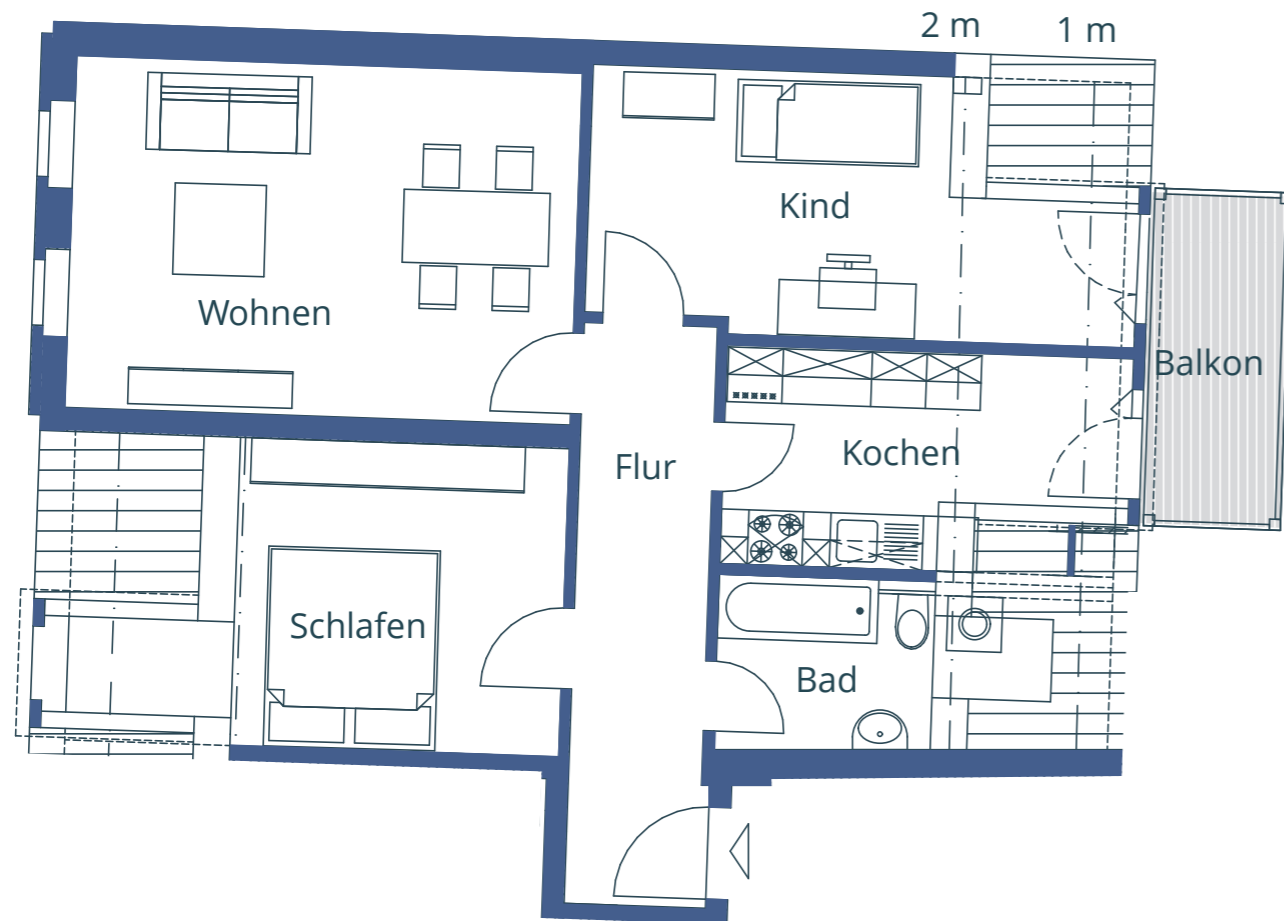 2 m
1 m
Kind
Wohnen
Balkon
Kochen
Flur
Schlafen
Bad